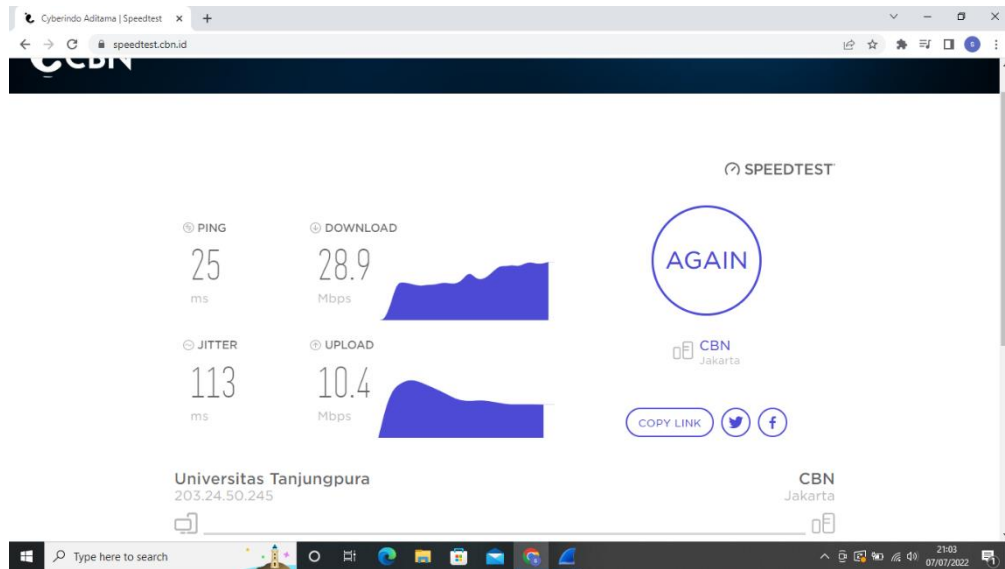 Cyberindo Aditama | Speedtest
speedtest.cbn.id
CBN
SPEEDTEST
PING
DOWNLOAD
25
28.9
ms
Mbps
AGAIN
JITTER
UPLOAD
113
10.4
ms
Mbps
CBN
Jakarta
COPY LINK
Universitas Tanjungpura
203.24.50.245
CBN
Jakarta
Type here to search
21:03
07/07/2022